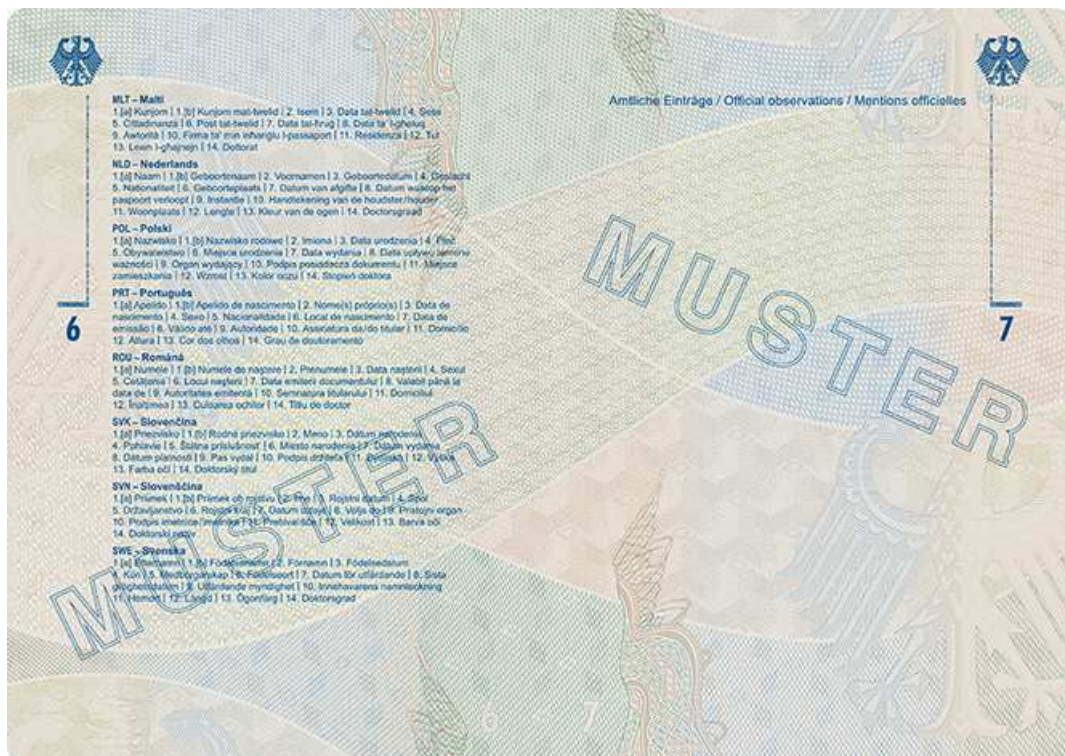 MLT – Malti
1.[a] Kunjom | 1.[b] Kunjom mat-twelid | 2. Isem | 3. Data tat-twelid | 4. Sess
5. Ċittadinanza | 6. Post tat-twelid | 7. Data tal-ħruġ | 8. Data ta' l-għeluq
9. Awtorità | 10. Firma ta' min inħariġlu l-passaport | 11. Residenza | 12. Tul
13. Lewn l-għajnejn | 14. Dottorat
NLD – Nederlands
1.[a] Naam | 1.[b] Geboortenaam | 2. Voornamen | 3. Geboortedatum | 4. Geslacht
5. Nationaliteit | 6. Geboorteplaats | 7. Datum van afgifte | 8. Datum waarop het
paspoort verloopt | 9. Instantie | 10. Handtekening van de houdster/houder
11. Woonplaats | 12. Lengte | 13. Kleur van de ogen | 14. Doctorsgraad
POL – Polski
1.[a] Nazwisko | 1.[b] Nazwisko rodowe | 2. Imiona | 3. Data urodzenia | 4. Płeć
5. Obywatelstwo | 6. Miejsce urodzenia | 7. Data wydania | 8. Data upływu terminu
ważności | 9. Organ wydający | 10. Podpis posiadacza dokumentu | 11. Miejsce
zamieszkania | 12. Wzrost | 13. Kolor oczu | 14. Stopień doktora
PRT – Português
1.[a] Apelido | 1.[b] Apelido de nascimento | 2. Nome(s) próprio(s) | 3. Data de
nascimento | 4. Sexo | 5. Nacionalidade | 6. Local de nascimento | 7. Data de
emissão | 8. Válido até | 9. Autoridade | 10. Assinatura da/do titular | 11. Domicílio
12. Altura | 13. Cor dos olhos | 14. Grau de doutoramento
ROU – Română
1.[a] Numele | 1.[b] Numele de naştere | 2. Prenumele | 3. Data naşterii | 4. Sexul
5. Cetăţenia | 6. Locul naşterii | 7. Data emiterii documentului | 8. Valabil până la
data de | 9. Autoritatea emitentă | 10. Semnatura titularului | 11. Domiciliul
12. Înălţimea | 13. Culoarea ochilor | 14. Titlu de doctor
SVK – Slovenčina
1.[a] Priezvisko | 1.[b] Rodné priezvisko | 2. Meno | 3. Dátum narodenia
4. Pohlavie | 5. Štátna príslušnosť | 6. Miesto narodenia | 7. Dátum vydania
8. Dátum platnosti | 9. Pas vydal | 10. Podpis držiteľa | 11. Bydlisko | 12. Výška
13. Farba očí | 14. Doktorský titul
SVN – Slovenščina
1.[a] Priimek | 1.[b] Priimek ob rojstvu | 2. Ime | 3. Rojstni datum | 4. Spol
5. Državljanstvo | 6. Rojstni kraj | 7. Datum izdaje | 8. Velja do | 9. Pristojni organ
10. Podpis imetnice/imetnika | 11. Prebivališče | 12. Velikost | 13. Barva oči
14. Doktorski naziv
SWE – Svenska
1.[a] Efternamn | 1.[b] Födelsenamn | 2. Förnamn | 3. Födelsedatum
4. Kön | 5. Medborgarskap | 6. Födelseort | 7. Datum för utfärdande | 8. Sista
giltighetsdatum | 9. Utfärdande myndighet | 10. Innehavarens namnteckning
11. Hemort | 12. Längd | 13. Ögonfärg | 14. Doktorsgrad
6
MUSTER
Amtliche Einträge / Official observations / Mentions officielles
7
MUSTER
6 < 7